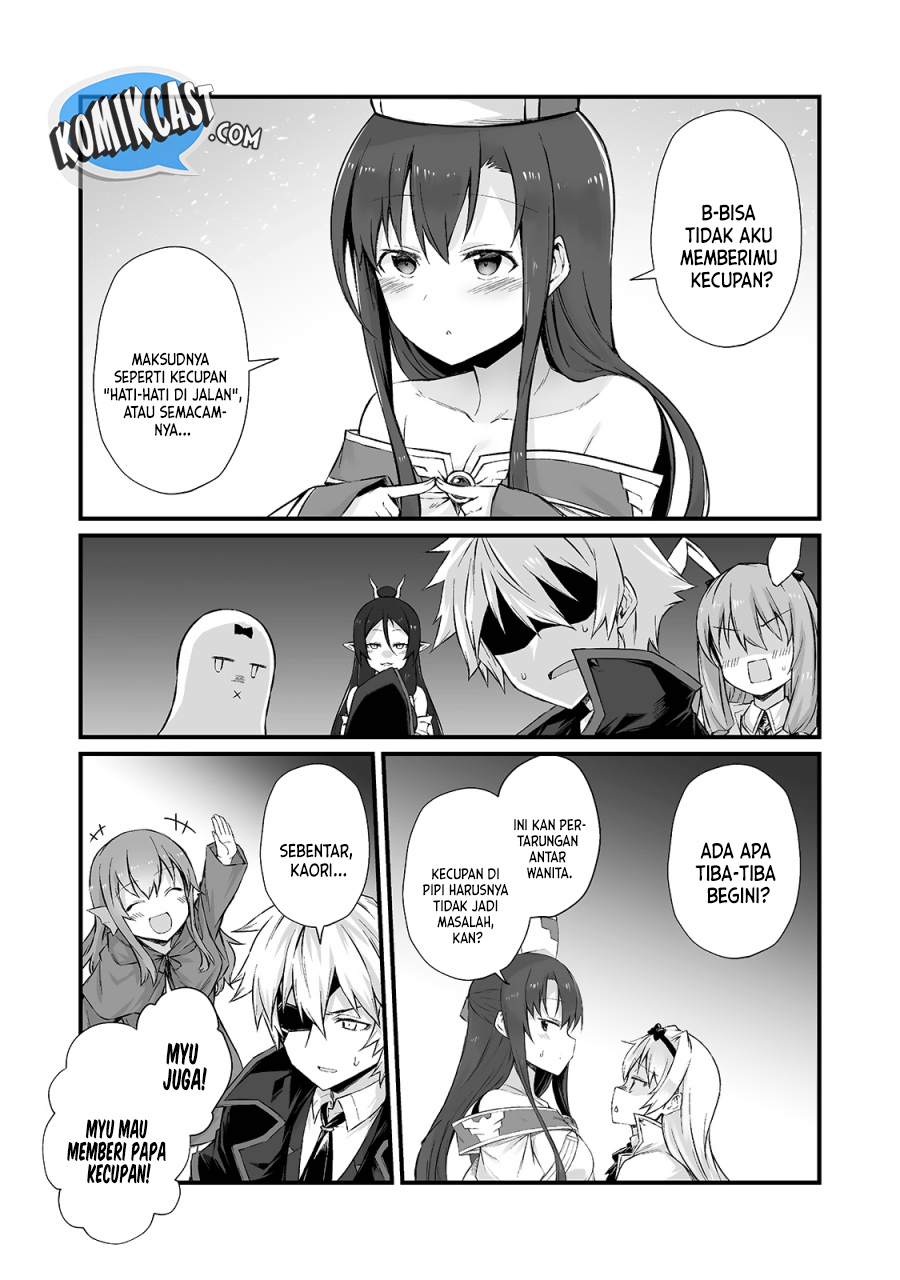 KOMIKCAST
.COM
B-BISA
TIDAK AKU
MEMBERIMU
KECUPAN?
MAKSUDNYA
SEPERTI KECUPAN
"HATI-HATI DI JALAN",
ATAU SEMACAM-
NYA...
ADA APA
TIBA-TIBA
BEGINI?
INI KAN PER-
TARUNGAN
ANTAR
WANITA.
KECUPAN DI
PIPI HARUSNYA
TIDAK JADI
MASALAH,
KAN?
SEBENTAR,
KAORI...
MYU
JUGA!
MYU MAU
MEMBERI PAPA
KECUPAN!